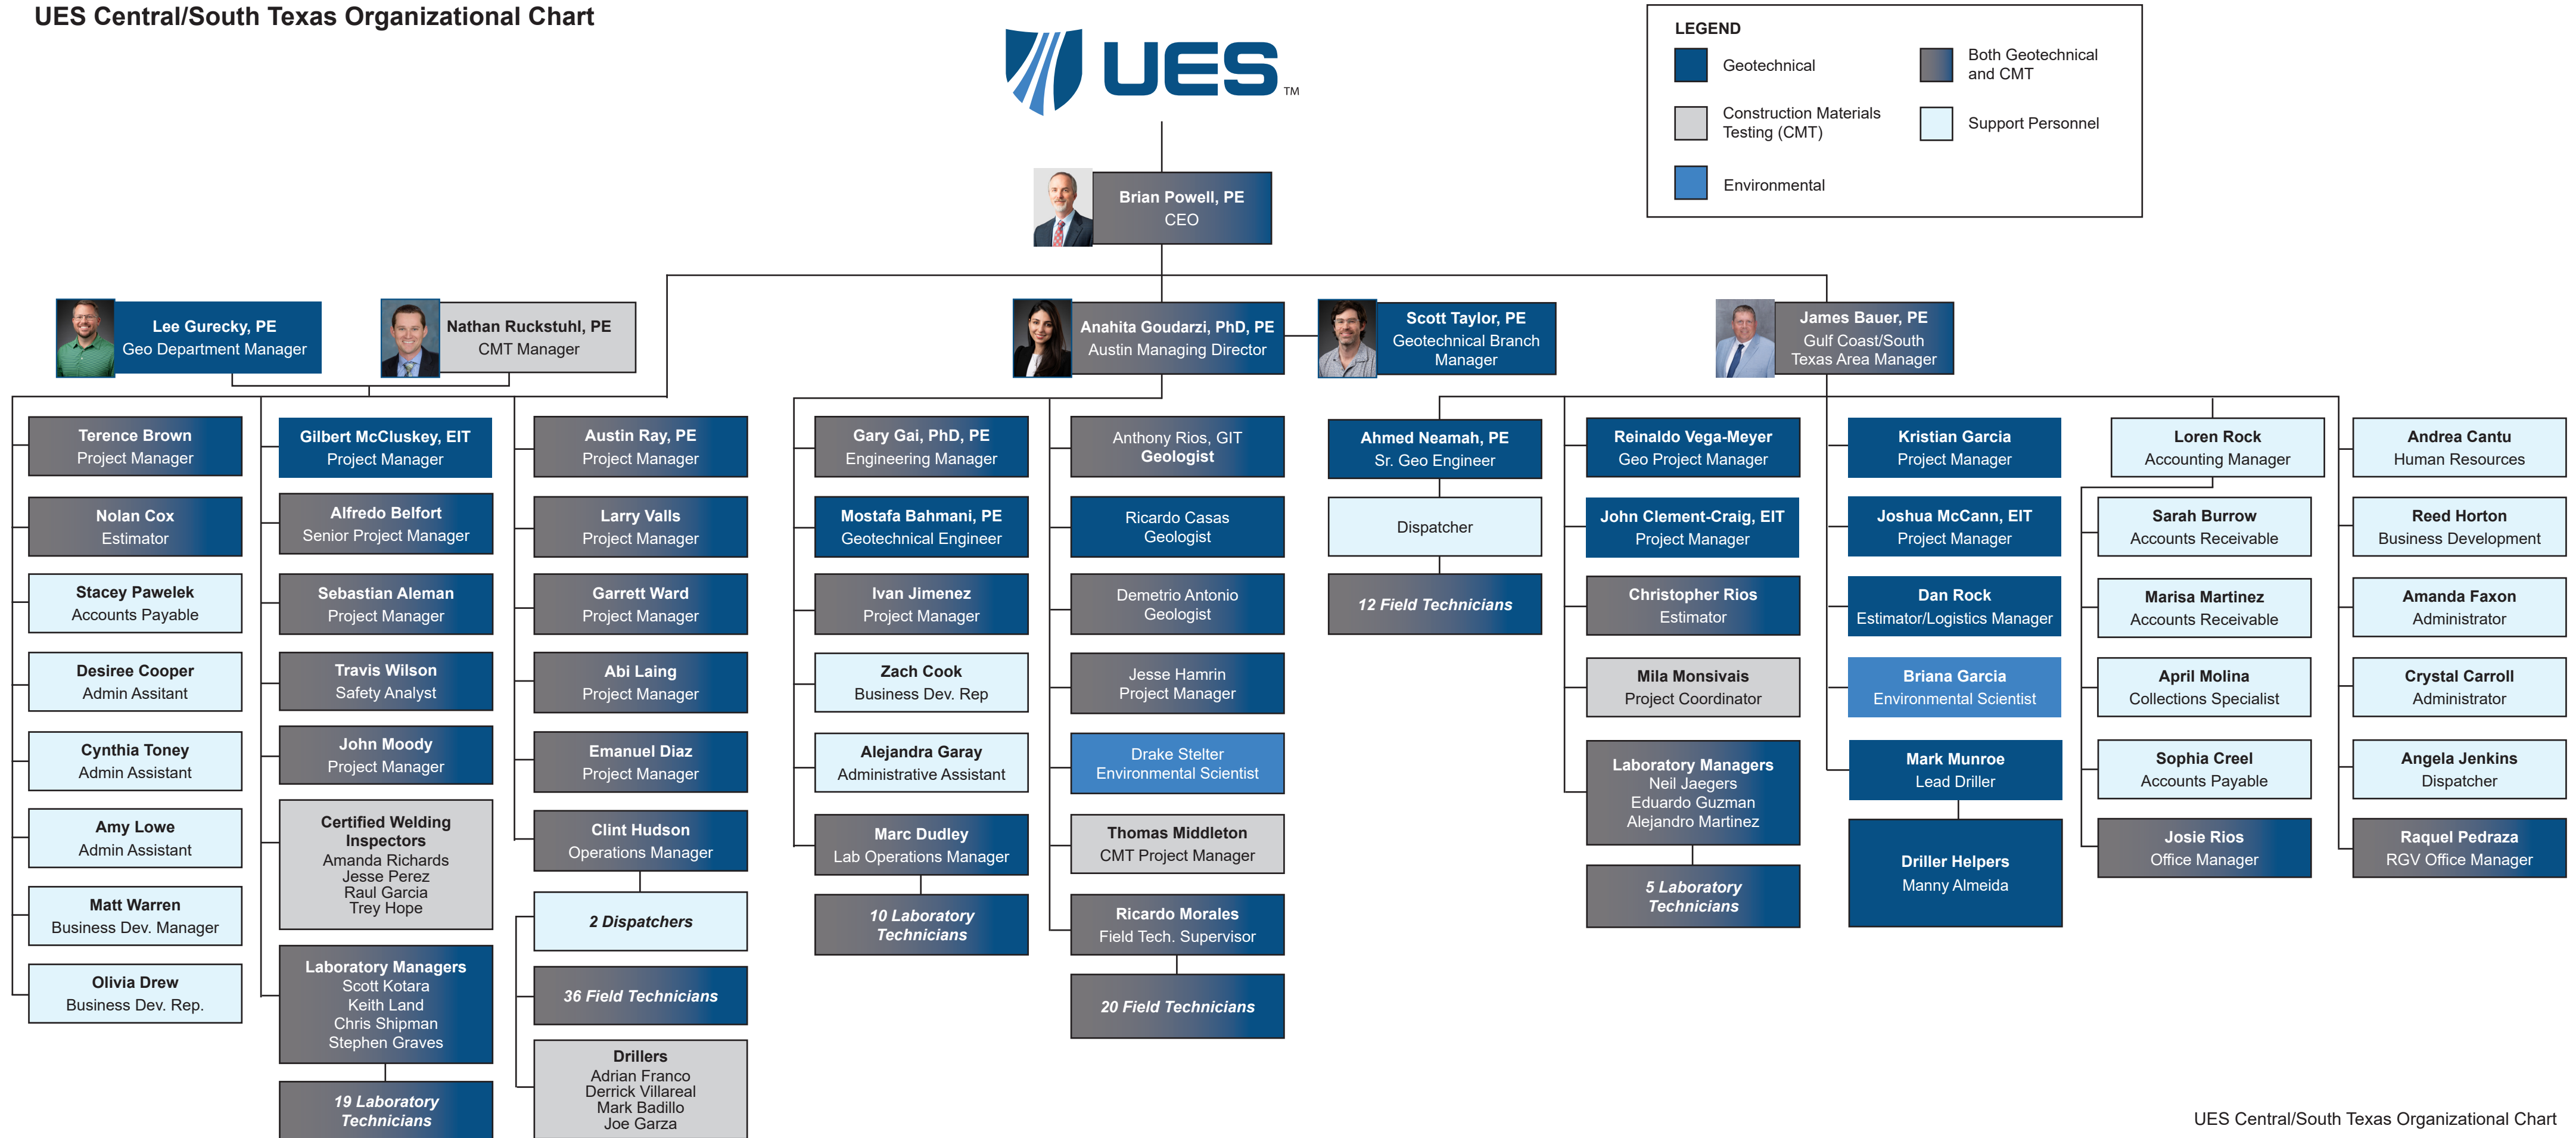 UES Central/South Texas Organizational Chart
UES TM
LEGEND
Geotechnical
Both Geotechnical
and CMT
Construction Materials
Testing (CMT)
Support Personnel
Environmental
Brian Powell, PE
CEO
Lee Gurecky, PE
Geo Department Manager
Nathan Ruckstuhl, PE
CMT Manager
Anahita Goudarzi, PhD, PE
Austin Managing Director
Scott Taylor, PE
Geotechnical Branch
Manager
James Bauer, PE
Gulf Coast/South
Texas Area Manager
Terence Brown
Project Manager
Nolan Cox
Estimator
Stacey Pawelek
Accounts Payable
Desiree Cooper
Admin Assitant
Cynthia Toney
Admin Assistant
Amy Lowe
Admin Assistant
Matt Warren
Business Dev. Manager
Olivia Drew
Business Dev. Rep.
Gilbert McCluskey, EIT
Project Manager
Alfredo Belfort
Senior Project Manager
Sebastian Aleman
Project Manager
Travis Wilson
Safety Analyst
John Moody
Project Manager
Certified Welding
Inspectors
Amanda Richards
Jesse Perez
Raul Garcia
Trey Hope
Laboratory Managers
Scott Kotara
Keith Land
Chris Shipman
Stephen Graves
19 Laboratory
Technicians
Austin Ray, PE
Project Manager
Larry Valls
Project Manager
Garrett Ward
Project Manager
Abi Laing
Project Manager
Emanuel Diaz
Project Manager
Clint Hudson
Operations Manager
2 Dispatchers
36 Field Technicians
Drillers
Adrian Franco
Derrick Villareal
Mark Badillo
Joe Garza
Gary Gai, PhD, PE
Engineering Manager
Mostafa Bahmani, PE
Geotechnical Engineer
Ivan Jimenez
Project Manager
Zach Cook
Business Dev. Rep
Alejandra Garay
Administrative Assistant
Marc Dudley
Lab Operations Manager
10 Laboratory
Technicians
Anthony Rios, GIT
Geologist
Ricardo Casas
Geologist
Demetrio Antonio
Geologist
Jesse Hamrin
Project Manager
Drake Stelter
Environmental Scientist
Thomas Middleton
CMT Project Manager
Ricardo Morales
Field Tech. Supervisor
20 Field Technicians
Ahmed Neamah, PE
Sr. Geo Engineer
Dispatcher
12 Field Technicians
Reinaldo Vega-Meyer
Geo Project Manager
John Clement-Craig, EIT
Project Manager
Christopher Rios
Estimator
Mila Monsivais
Project Coordinator
Laboratory Managers
Neil Jaegers
Eduardo Guzman
Alejandro Martinez
5 Laboratory
Technicians
Kristian Garcia
Project Manager
Joshua McCann, EIT
Project Manager
Dan Rock
Estimator/Logistics Manager
Briana Garcia
Environmental Scientist
Mark Munroe
Lead Driller
Driller Helpers
Manny Almeida
Loren Rock
Accounting Manager
Sarah Burrow
Accounts Receivable
Marisa Martinez
Accounts Receivable
April Molina
Collections Specialist
Sophia Creel
Accounts Payable
Josie Rios
Office Manager
Andrea Cantu
Human Resources
Reed Horton
Business Development
Amanda Faxon
Administrator
Crystal Carroll
Administrator
Angela Jenkins
Dispatcher
Raquel Pedraza
RGV Office Manager
UES Central/South Texas Organizational Chart